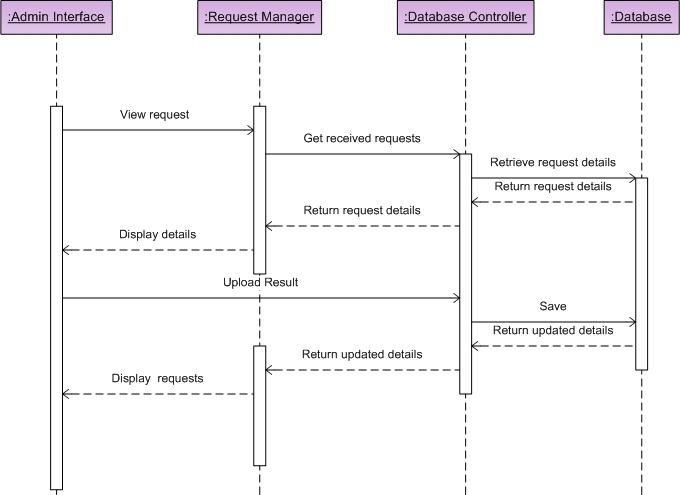 :Admin Interface
:Request Manager
:Database Controller
:Database
View request
Get received requests
Retrieve request details
Return request details
Return request details
Display details
Upload Result
Save
Return updated details
Return updated details
Display requests